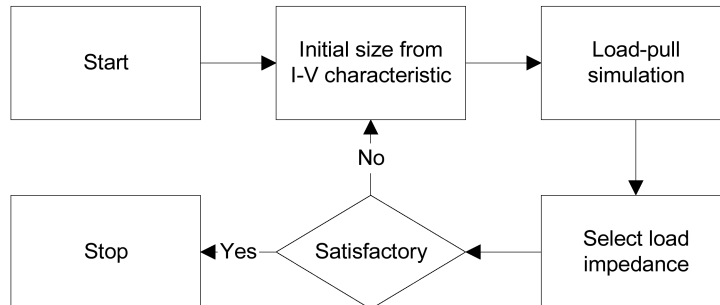 Start
Initial size from
I-V characteristic
Load-pull
simulation
No
Stop
Yes
Satisfactory
Select load
impedance